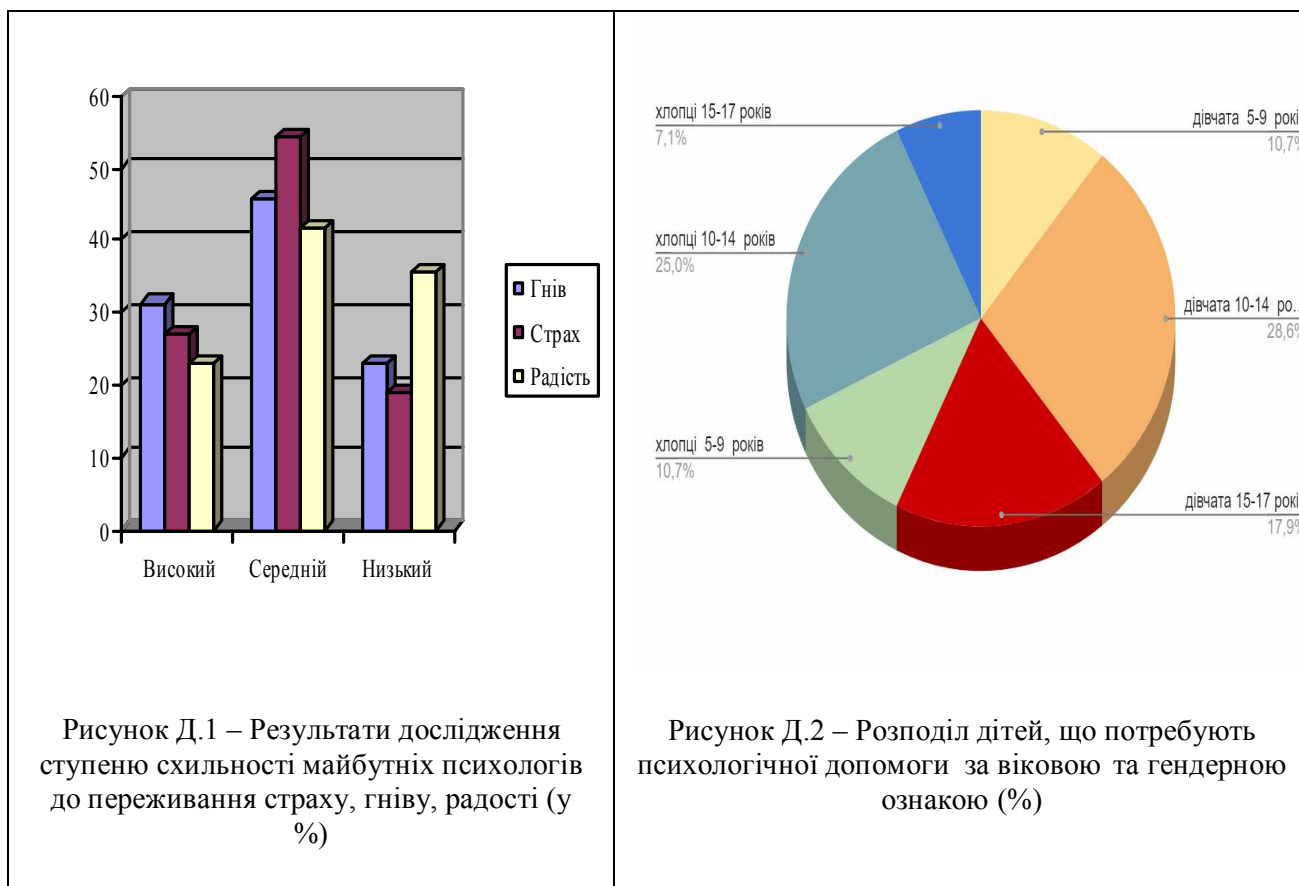 60
50
40
30
20
10
0
Високий Середній Низький
Гнів
Страх
Радість
Рисунок Д.1 – Результати дослідження
ступеню схильності майбутніх психологів
до переживання страху, гніву, радості (у
%)
хлопці 15-17 років
7,1%
хлопці 10-14 років
25,0%
хлопці 5-9 років
10,7%
дівчата 5-9 рокі
10,7%
дівчата 10-14 ро...
28,6%
дівчата 15-17 рокі
17,9%
Рисунок Д.2 – Розподіл дітей, що потребують
психологічної допомоги за віковою та гендерною
ознакою (%)